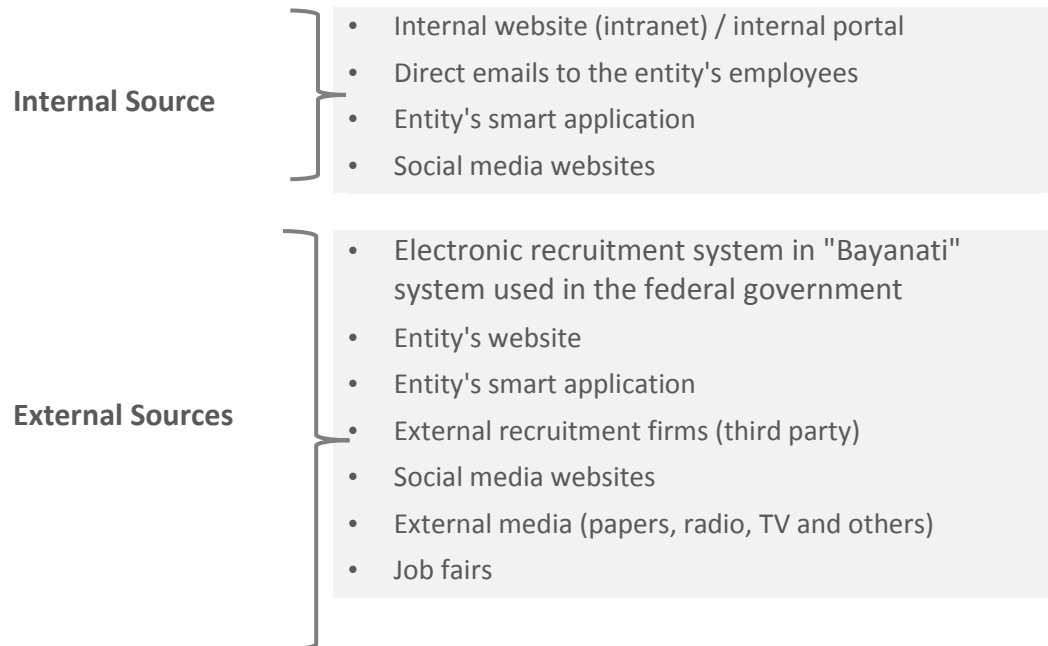 Internal Source
• Internal website (intranet) / internal portal
• Direct emails to the entity's employees
• Entity's smart application
• Social media websites
External Sources
• Electronic recruitment system in "Bayanati"
system used in the federal government
• Entity's website
• Entity's smart application
• External recruitment firms (third party)
• Social media websites
• External media (papers, radio, TV and others)
• Job fairs